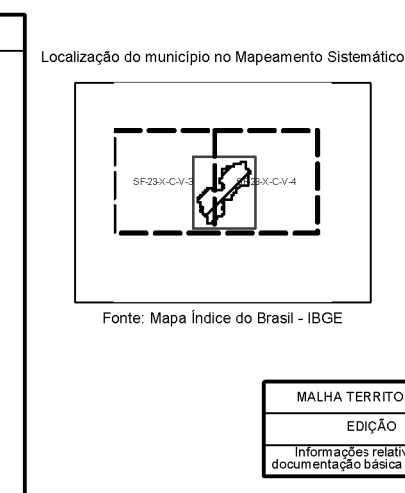 Localização do município no Mapeamento Sistemático
SF-23-X-C-V-3
SF-23-X-C-V-4
Fonte: Mapa Índice do Brasil - IBGE
MALHA TERRITO
EDIÇÃO
Informações relativ
documentação básica